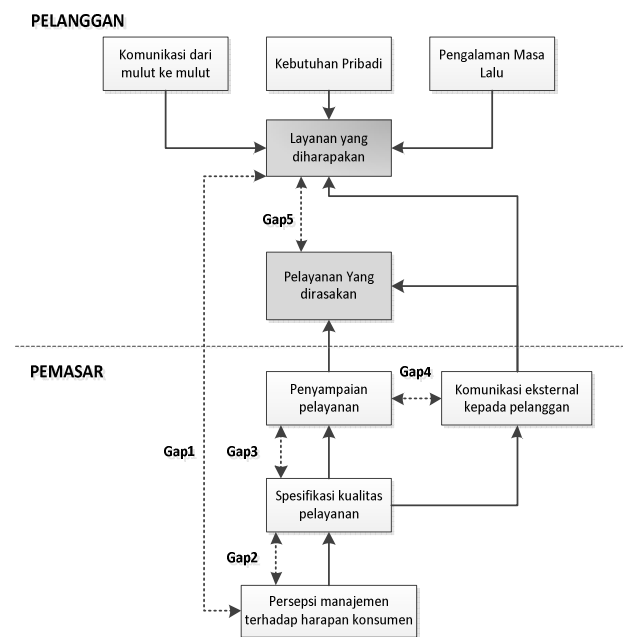 PELANGGAN
Komunikasi dari
mulut ke mulut
Kebutuhan Pribadi
Pengalaman Masa
Lalu
Layanan yang
diharapakan
Gap5
Pelayanan Yang
dirasakan
PEMASAR
Penyampaian
pelayanan
Gap4
Komunikasi eksternal
kepada pelanggan
Gap1
Gap3
Spesifikasi kualitas
pelayanan
Gap2
Persepsi manajemen
terhadap harapan konsumen